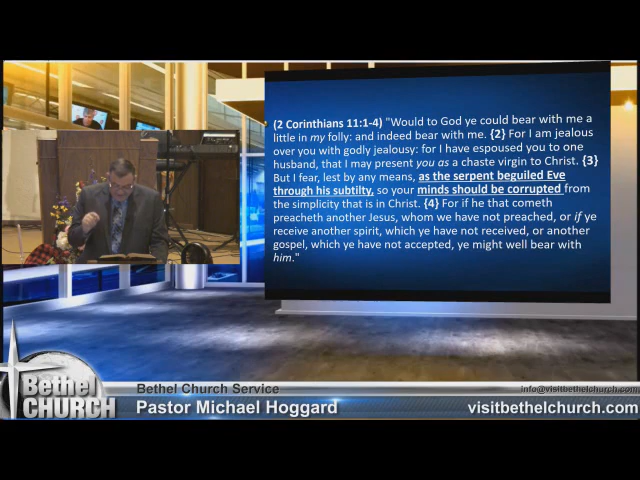 (2 Corinthians 11:1-4) "Would to God ye could bear with me a
little in my folly: and indeed bear with me. {2} For I am jealous
over you with godly jealousy: for I have espoused you to one
husband, that I may present you as a chaste virgin to Christ. {3}
But I fear, lest by any means, as the serpent beguiled Eve
through his subtilty, so your minds should be corrupted from
the simplicity that is in Christ. {4} For if he that cometh
preacheth another Jesus, whom we have not preached, or if ye
receive another spirit, which ye have not received, or another
gospel, which ye have not accepted, ye might well bear with
him."
Bethel
CHURCH
Bethel Church Service
info@visitbethelchurch.com
Pastor Michael Hoggard
visitbethelchurch.com